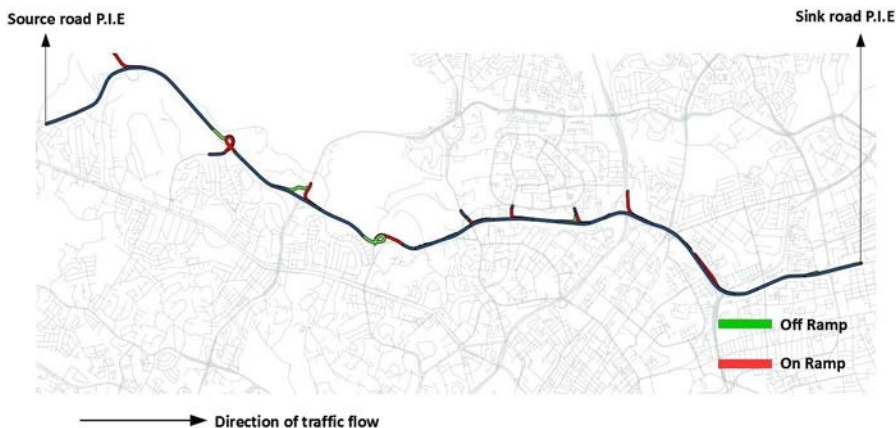 Source road P.I.E
Sink road P.I.E
Off Ramp
On Ramp
Direction of traffic flow